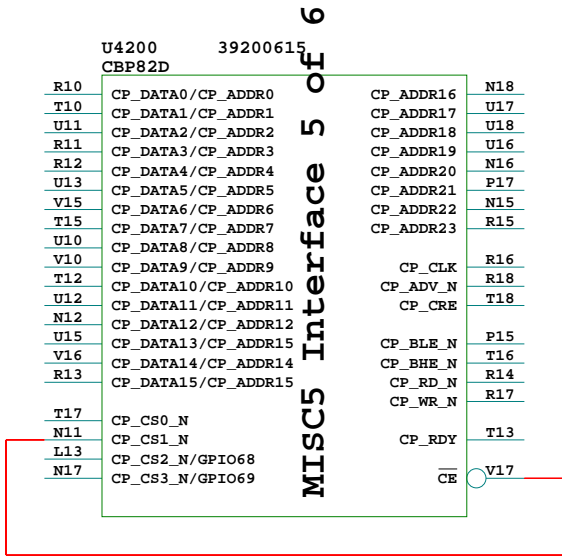 U4200 39200615
CBP82D
MISC5 Interface 5 of 6
R10 CP_DATA0/CP_ADDR0 CP_ADDR16 N18
T10 CP_DATA1/CP_ADDR1 CP_ADDR17 U17
U11 CP_DATA2/CP_ADDR2 CP_ADDR18 U18
R11 CP_DATA3/CP_ADDR3 CP_ADDR19 U16
R12 CP_DATA4/CP_ADDR4 CP_ADDR20 N16
U13 CP_DATA5/CP_ADDR5 CP_ADDR21 P17
V15 CP_DATA6/CP_ADDR6 CP_ADDR22 N15
T15 CP_DATA7/CP_ADDR7 CP_ADDR23 R15
U10 CP_DATA8/CP_ADDR8
V10 CP_DATA9/CP_ADDR9 CP_CLK R16
T12 CP_DATA10/CP_ADDR10 CP_ADV_N R18
U12 CP_DATA11/CP_ADDR11 CP_CRE T18
N12 CP_DATA12/CP_ADDR12
U15 CP_DATA13/CP_ADDR15 CP_BLE_N P15
V16 CP_DATA14/CP_ADDR14 CP_BHE_N T16
R13 CP_DATA15/CP_ADDR15 CP_RD_N R14
CP_WR_N R17
T17 CP_CS0_N
N11 CP_CS1_N CP_RDY T13
L13 CP_CS2_N/GPIO68
N17 CP_CS3_N/GPIO69 CE V17